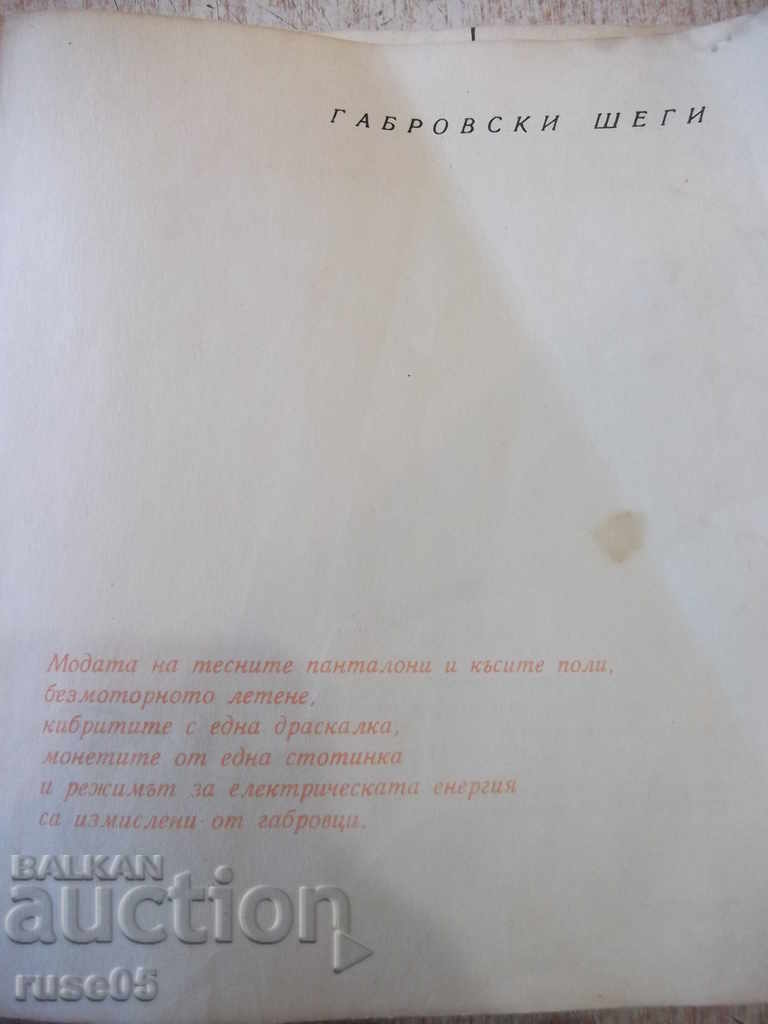 ГАБРОВСКИ ШЕГИ
Модата на тесните панталони и късите поли,
безмоторното летене,
кибритите с една драскалка,
монетите от една стотинка
и режимът за електрическата енергия
са измислени от габровци.
BALKAN
auction
ruse05